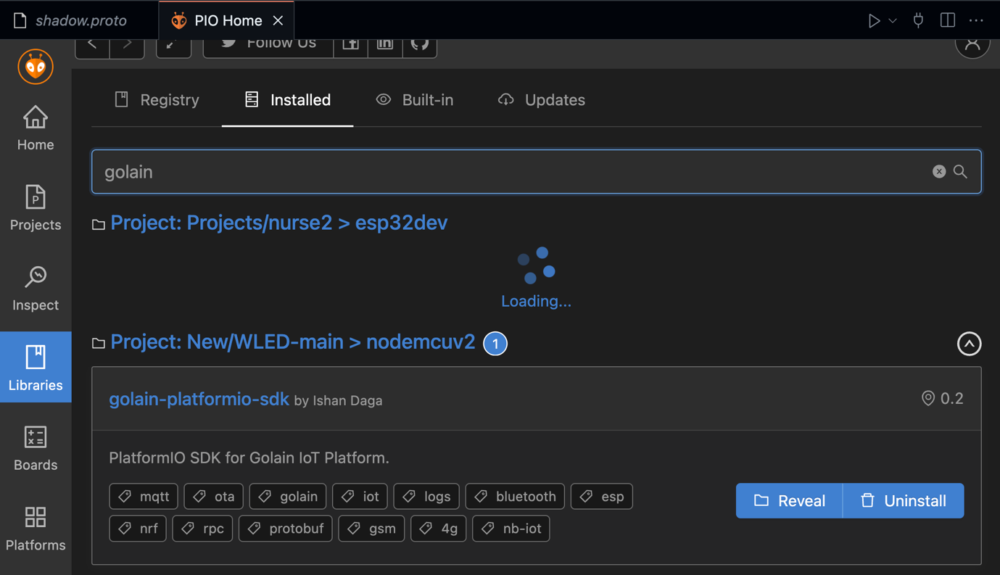 shadow.proto
PIO Home
Follow Us
Registry
Installed
Built-in
Updates
Home
golain
Projects
Project: Projects/nurse2 > esp32dev
Inspect
Loading...
Project: New/WLED-main > nodemcuv2 1
Libraries
golain-platformio-sdk by Ishan Daga
0.2
Boards
PlatformIO SDK for Golain IoT Platform.
mqtt ota golain iot logs bluetooth esp
nrf rpc protobuf gsm 4g nb-iot
Reveal Uninstall
Platforms